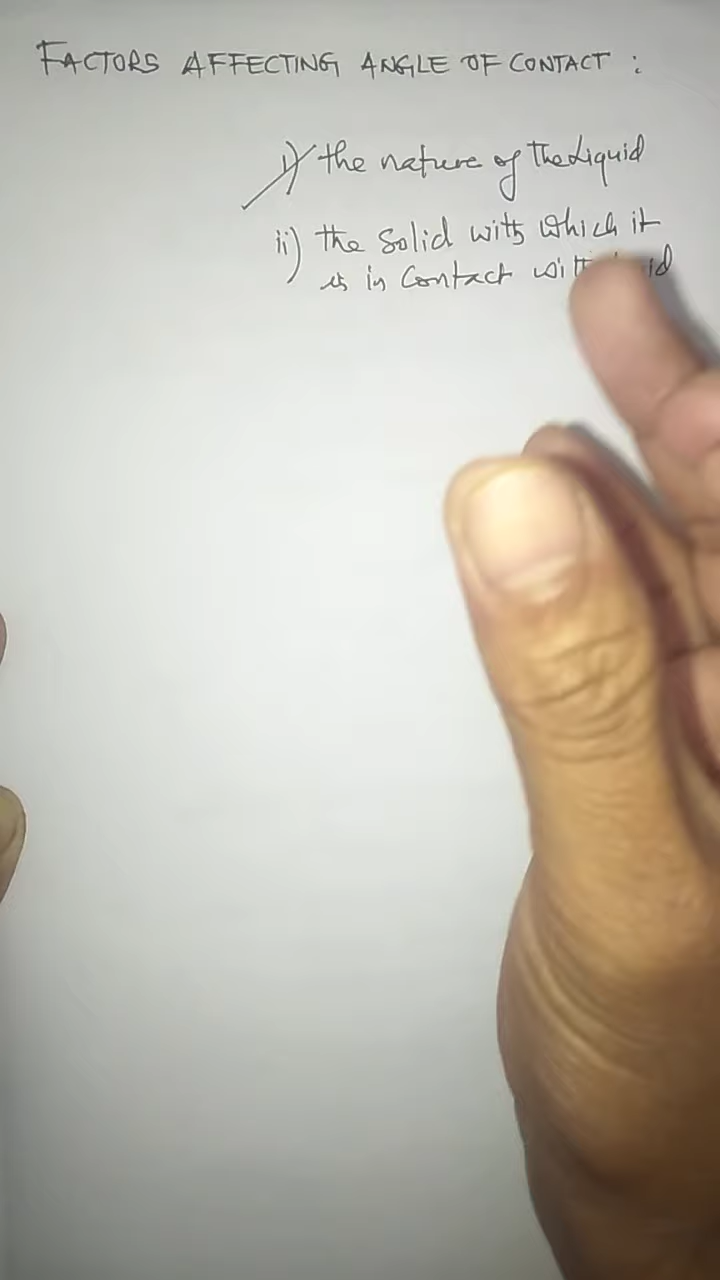 FACTORS AFFECTING ANGLE OF CONTACT :
i) the nature of The Liquid
ii) the Solid with which it
is in Contact